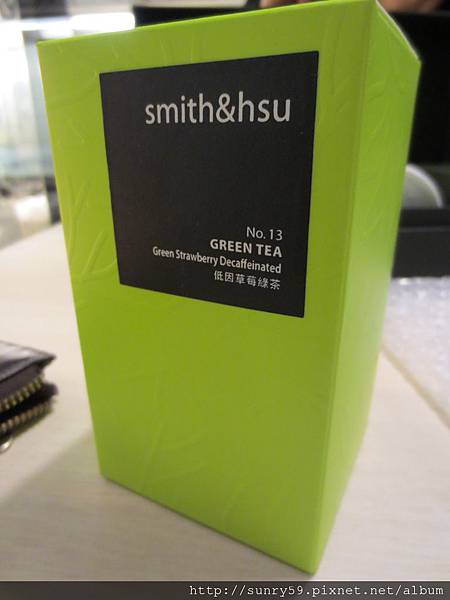 smith&hsu
No. 13
GREEN TEA
Green Strawberry Decaffeinated
低因草莓綠茶
http://sunry59.pixnet.net/album